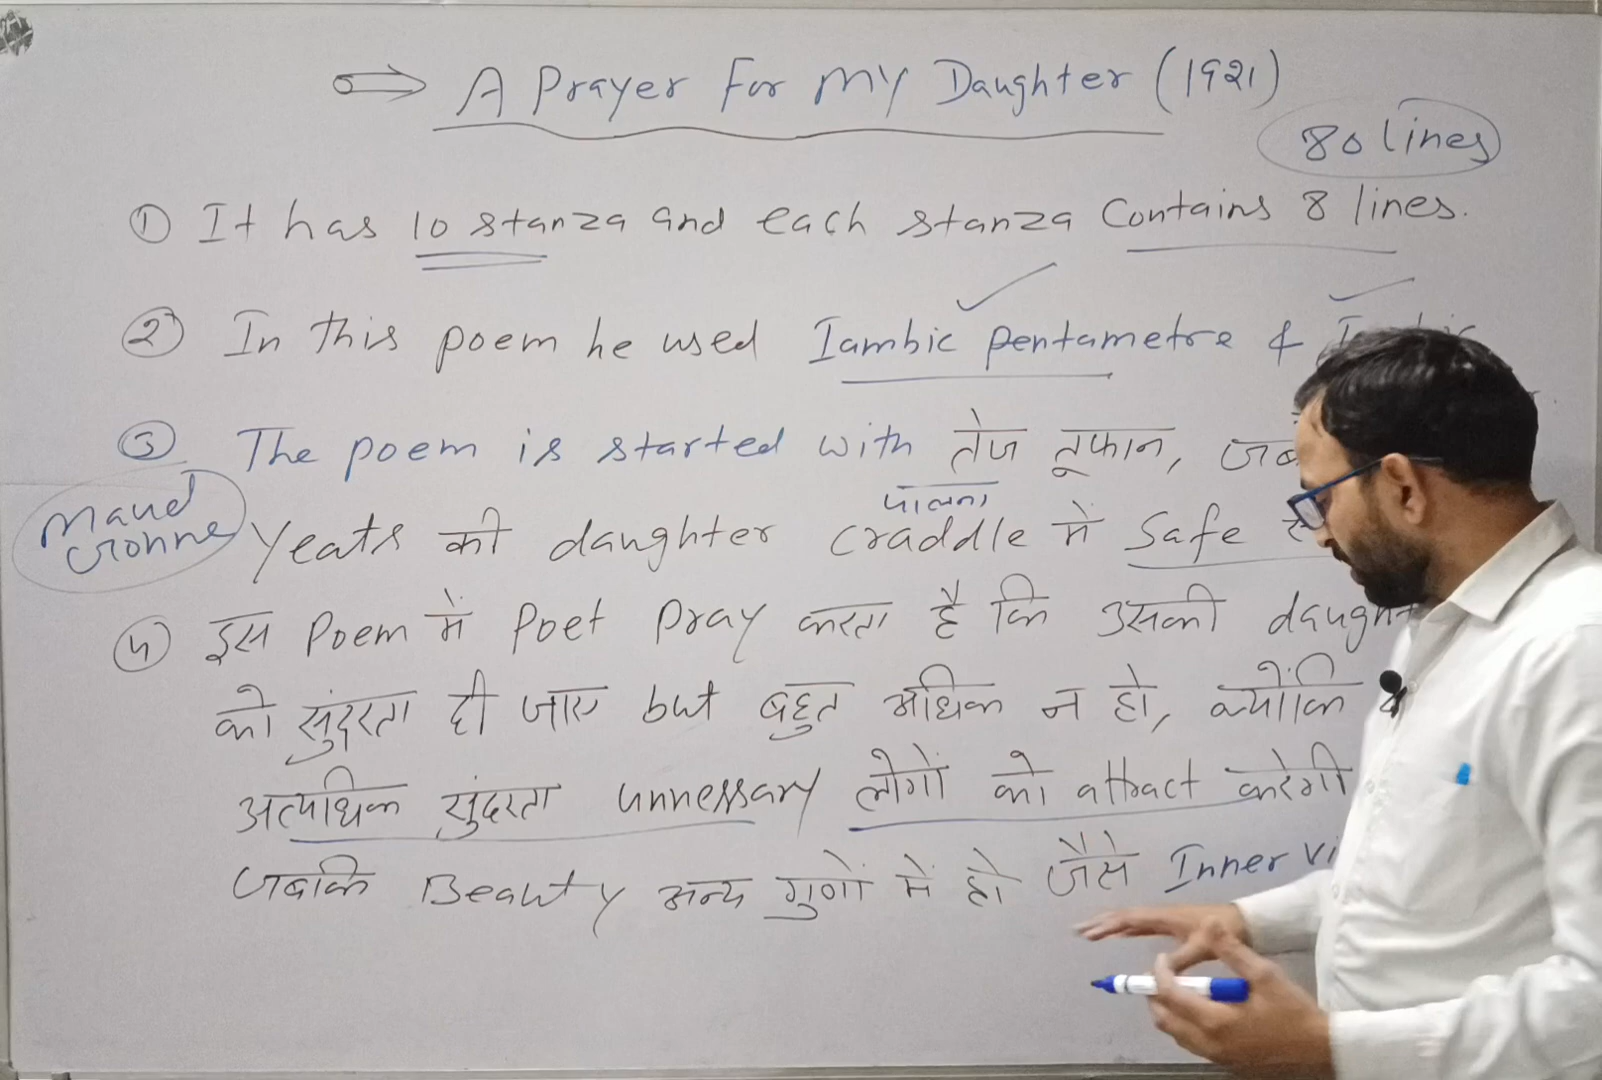 A Prayer For My Daughter (1921)
80 lines
① It has 10 stanza and each stanza Contains 8 lines.
② In this poem he used Iambic pentametre &
③ The poem is started with तेज तूफान,
पालना
Maud Gonne
Yeats की daughter craddle में Safe
④ इस Poem में Poet Pray करता है कि उसकी
को सुंदरता दी जाए but बहुत अधिक न हो, क्योंकि
अत्यधिक सुंदरता unnessary लोगों को attract करेगी
जबकि Beauty अन्य गुणों में हो जैसे Inner